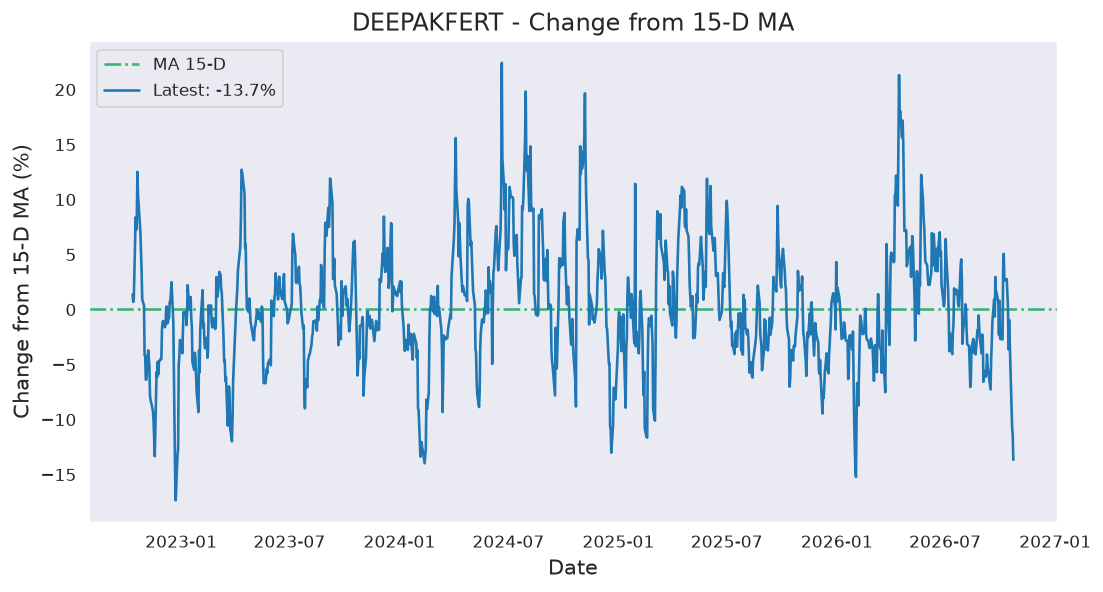 DEEPAKFERT - Change from 15-D MA
MA 15-D
Latest: -13.7%
Change from 15-D MA (%)
20
15
10
5
0
−5
−10
−15
2023-01 2023-07 2024-01 2024-07 2025-01 2025-07 2026-01 2026-07 2027-01
Date